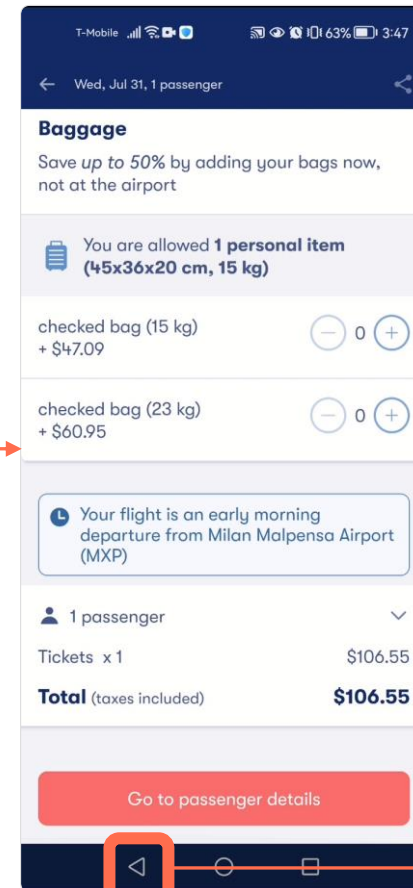 T-Mobile 63% 3:47
Wed, Jul 31, 1 passenger
Baggage
Save up to 50% by adding your bags now,
not at the airport
You are allowed 1 personal item
(45x36x20 cm, 15 kg)
checked bag (15 kg)
+ $47.09
0
checked bag (23 kg)
+ $60.95
0
Your flight is an early morning
departure from Milan Malpensa Airport
(MXP)
1 passenger
Tickets x 1 $106.55
Total (taxes included) $106.55
Go to passenger details